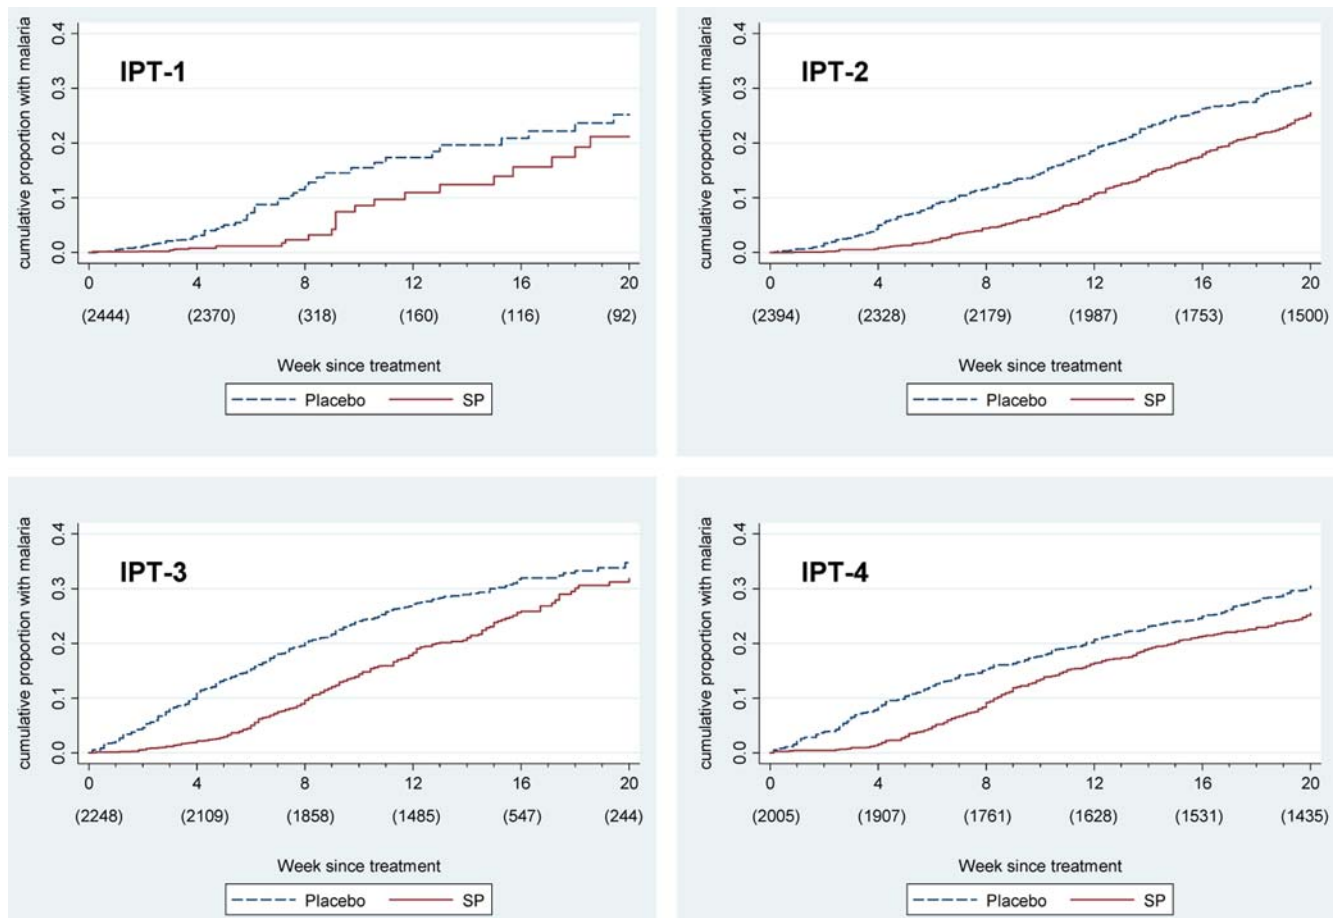 IPT-1
cumulative proportion with malaria
0.4
0.3
0.2
0.1
0.0
0 4 8 12 16 20
(2444) (2370) (318) (160) (116) (92)
Week since treatment
Placebo SP
IPT-2
cumulative proportion with malaria
0.4
0.3
0.2
0.1
0.0
0 4 8 12 16 20
(2394) (2328) (2179) (1987) (1753) (1500)
Week since treatment
Placebo SP
IPT-3
cumulative proportion with malaria
0.4
0.3
0.2
0.1
0.0
0 4 8 12 16 20
(2248) (2109) (1858) (1485) (547) (244)
Week since treatment
Placebo SP
IPT-4
cumulative proportion with malaria
0.4
0.3
0.2
0.1
0.0
0 4 8 12 16 20
(2005) (1907) (1761) (1628) (1531) (1435)
Week since treatment
Placebo SP